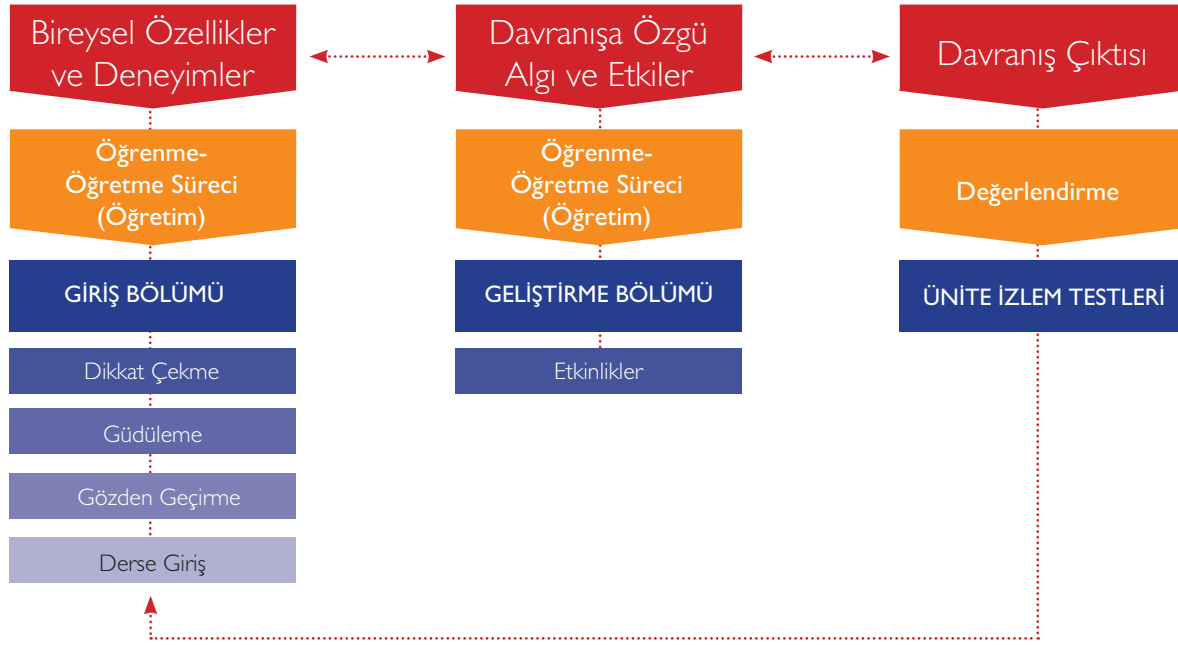 Bireysel Özellikler
ve Deneyimler
Öğrenme-
Öğretme Süreci
(Öğretim)
GİRİŞ BÖLÜMÜ
Dikkat Çekme
Güdüleme
Gözden Geçirme
Derse Giriş
Davranışa Özgü
Algı ve Etkiler
Öğrenme-
Öğretme Süreci
(Öğretim)
GELİŞTİRME BÖLÜMÜ
Etkinlikler
Davranış Çıktısı
Değerlendirme
ÜNİTE İZLEM TESTLERİ